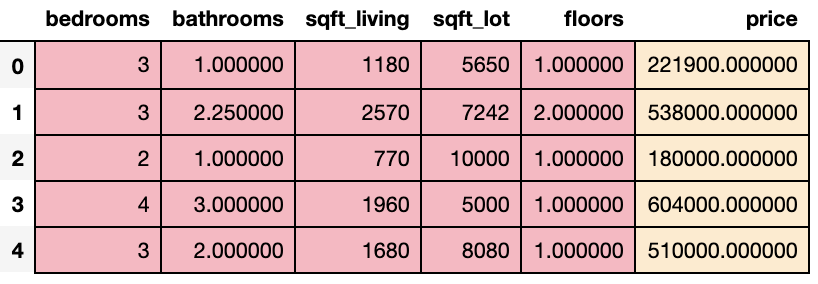 bedrooms bathrooms sqft_living sqft_lot floors price
0 3 1.000000 1180 5650 1.000000 221900.000000
1 3 2.250000 2570 7242 2.000000 538000.000000
2 2 1.000000 770 10000 1.000000 180000.000000
3 4 3.000000 1960 5000 1.000000 604000.000000
4 3 2.000000 1680 8080 1.000000 510000.000000